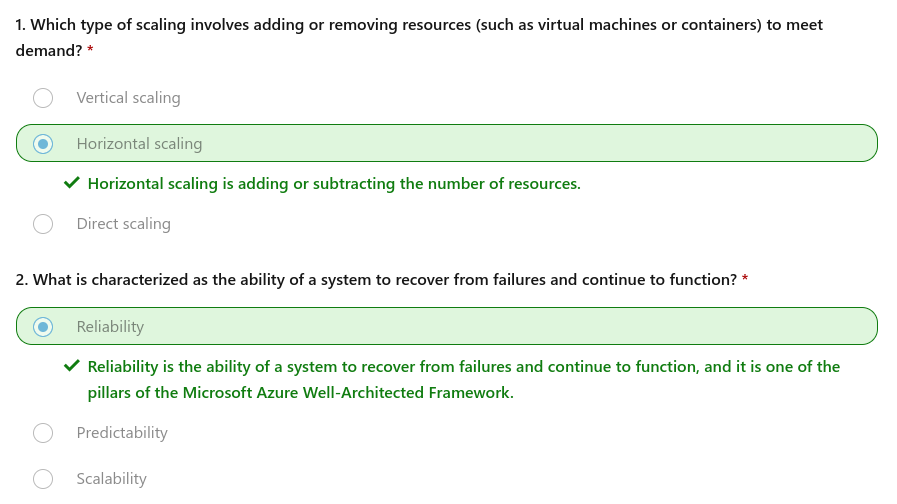 1. Which type of scaling involves adding or removing resources (such as virtual machines or containers) to meet
demand? *
Vertical scaling
Horizontal scaling
Horizontal scaling is adding or subtracting the number of resources.
Direct scaling
2. What is characterized as the ability of a system to recover from failures and continue to function? *
Reliability
Reliability is the ability of a system to recover from failures and continue to function, and it is one of the
pillars of the Microsoft Azure Well-Architected Framework.
Predictability
Scalability